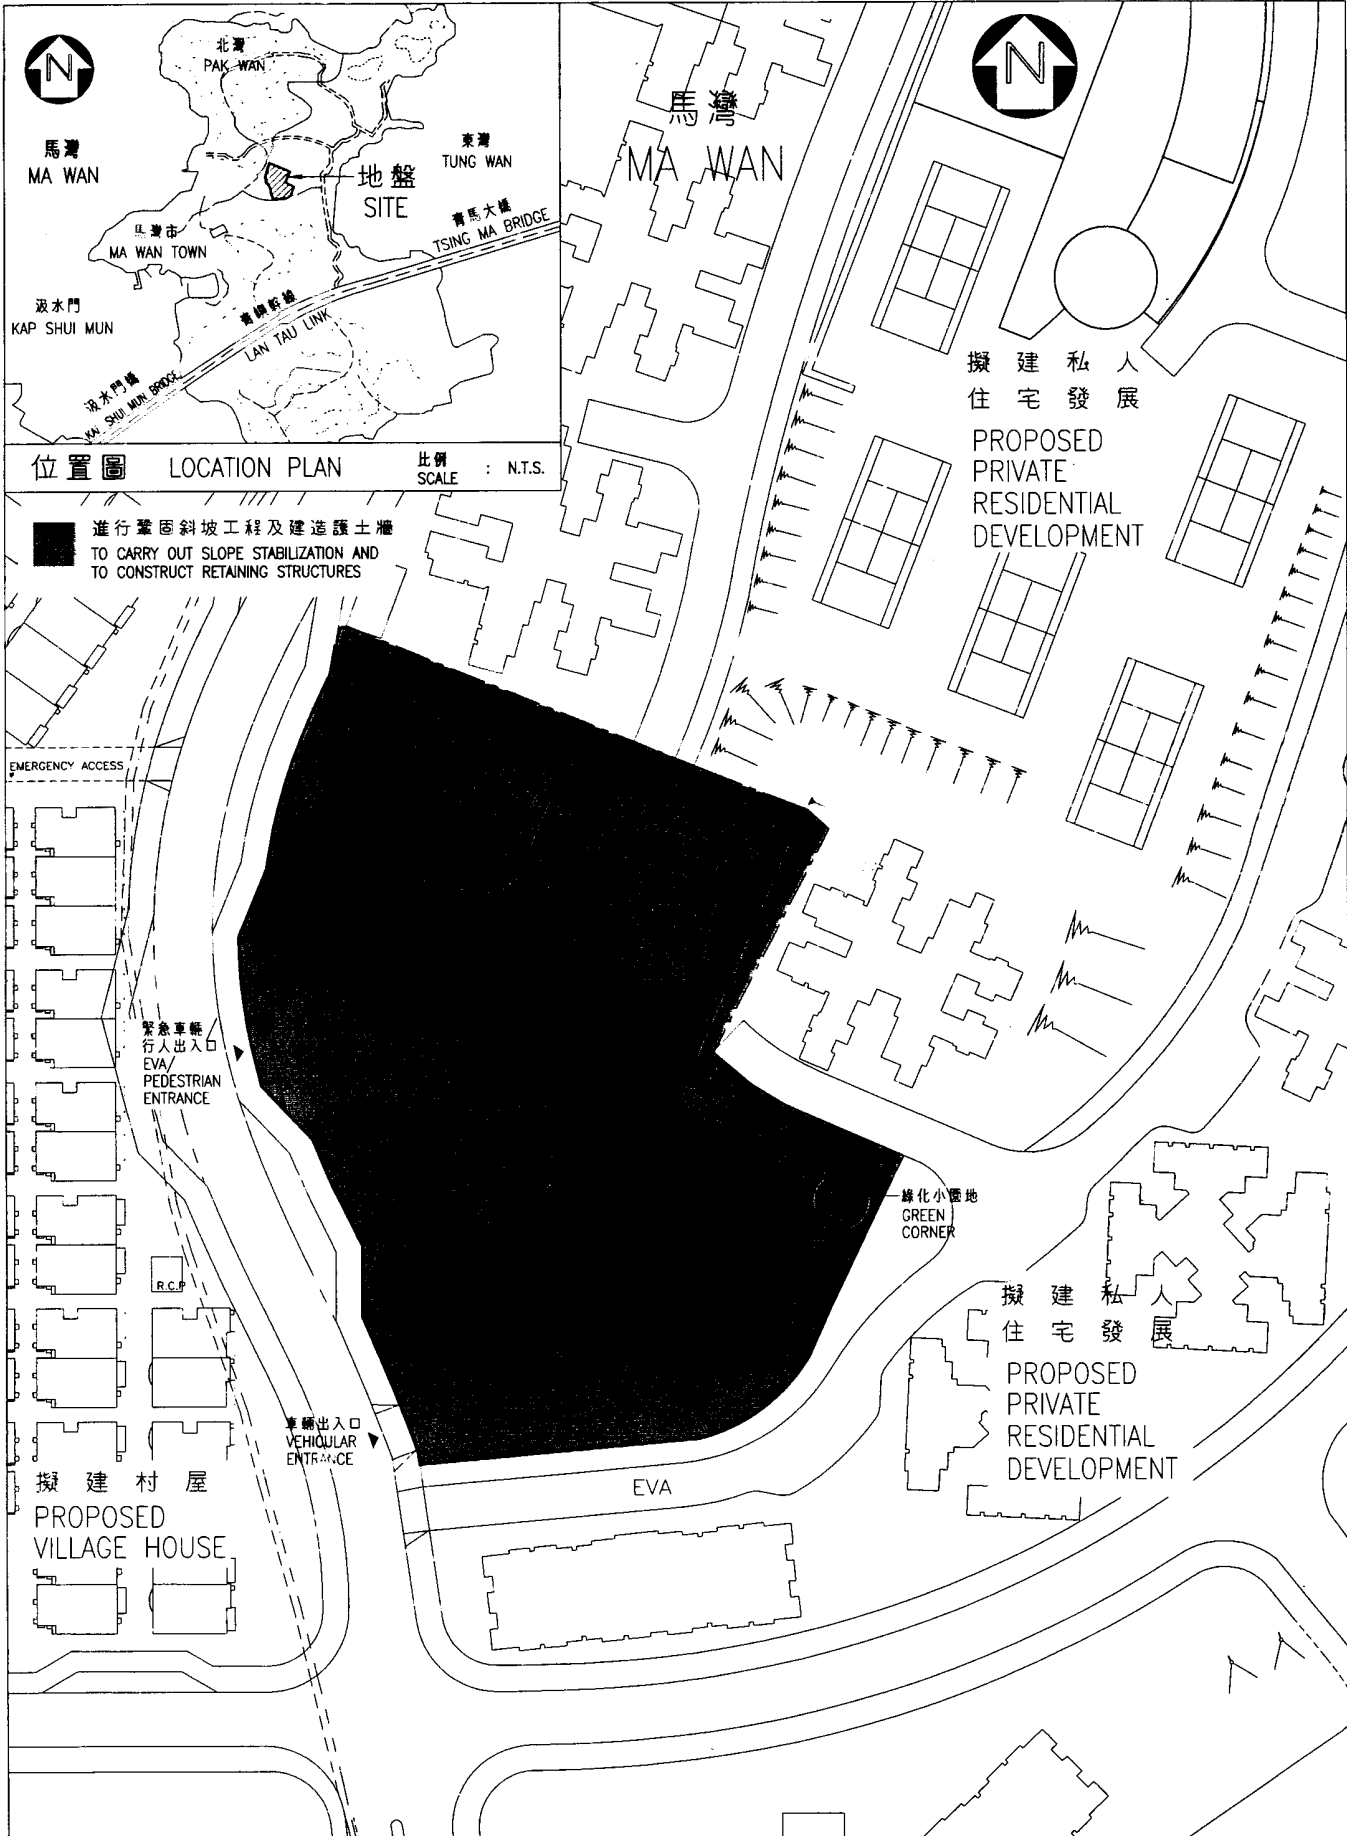 N
北灣
PAK WAN
馬灣
MA WAN
東灣
TUNG WAN
地盤
SITE
青馬大橋
TSING MA BRIDGE
馬灣市
MA WAN TOWN
汲水門
KAP SHUI MUN
青嶼幹線
LAN TAU LINK
汲水門橋
KAP SHUI MUN BRIDGE
位置圖 LOCATION PLAN 比例 SCALE : N.T.S.
馬灣
MA WAN
N
擬建私人
住宅發展
PROPOSED
PRIVATE
RESIDENTIAL
DEVELOPMENT
進行鞏固斜坡工程及建造護土牆
TO CARRY OUT SLOPE STABILIZATION AND
TO CONSTRUCT RETAINING STRUCTURES
EMERGENCY ACCESS
緊急車輛
行人出入口
EVA/
PEDESTRIAN
ENTRANCE
綠化小園地
GREEN
CORNER
R.C.P
擬建私人
住宅發展
PROPOSED
PRIVATE
RESIDENTIAL
DEVELOPMENT
車輛出入口
VEHICULAR
ENTRANCE
EVA
擬建村屋
PROPOSED
VILLAGE HOUSE